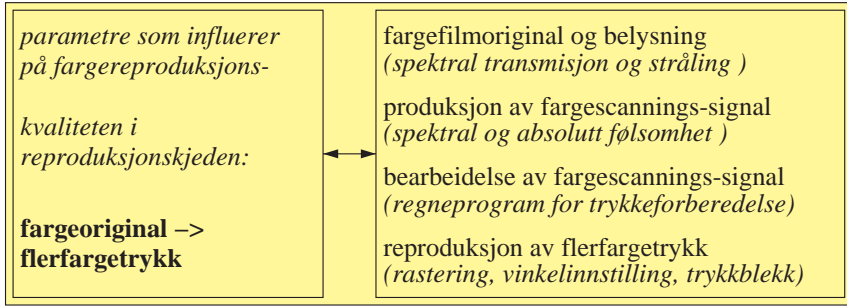 parametre som influerer
på fargereproduksjons-
kvaliteten i
reproduksjonskjeden:
fargeoriginal −>
flerfargetrykk
fargefilmoriginal og belysning
(spektral transmisjon og stråling )
produksjon av fargescannings-signal
(spektral og absolutt følsomhet )
bearbeidelse av fargescannings-signal
(regneprogram for trykkeforberedelse)
reproduksjon av flerfargetrykk
(rastering, vinkelinnstilling, trykkblekk)